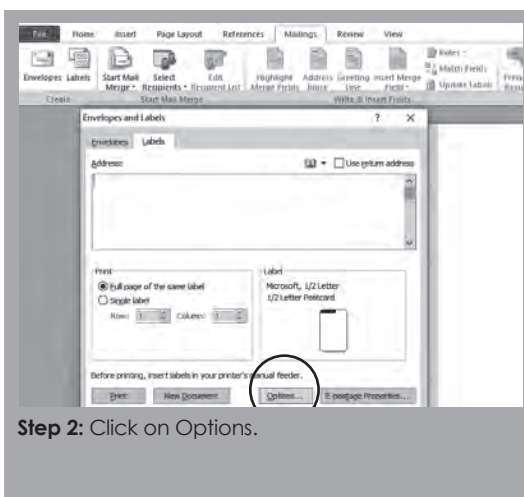 File Home Insert Page Layout References Mailings Review View
Envelopes Labels Start Mail Merge Select Recipients Edit Recipient List Highlight Merge Fields Address Block Greeting Line Insert Merge Field Rules Match Fields Update Labels
Create Start Mail Merge Write & Insert Fields
Envelopes and Labels ? X
Envelopes Labels
Address: Use return address
Print
Full page of the same label
Single label
Row: 1 Column: 1
Label
Microsoft, 1/2 Letter
1/2 Letter Postcard
Before printing, insert labels in your printer's manual feeder.
Print New Document Options... E-postage Properties...
Step 2: Click on Options.